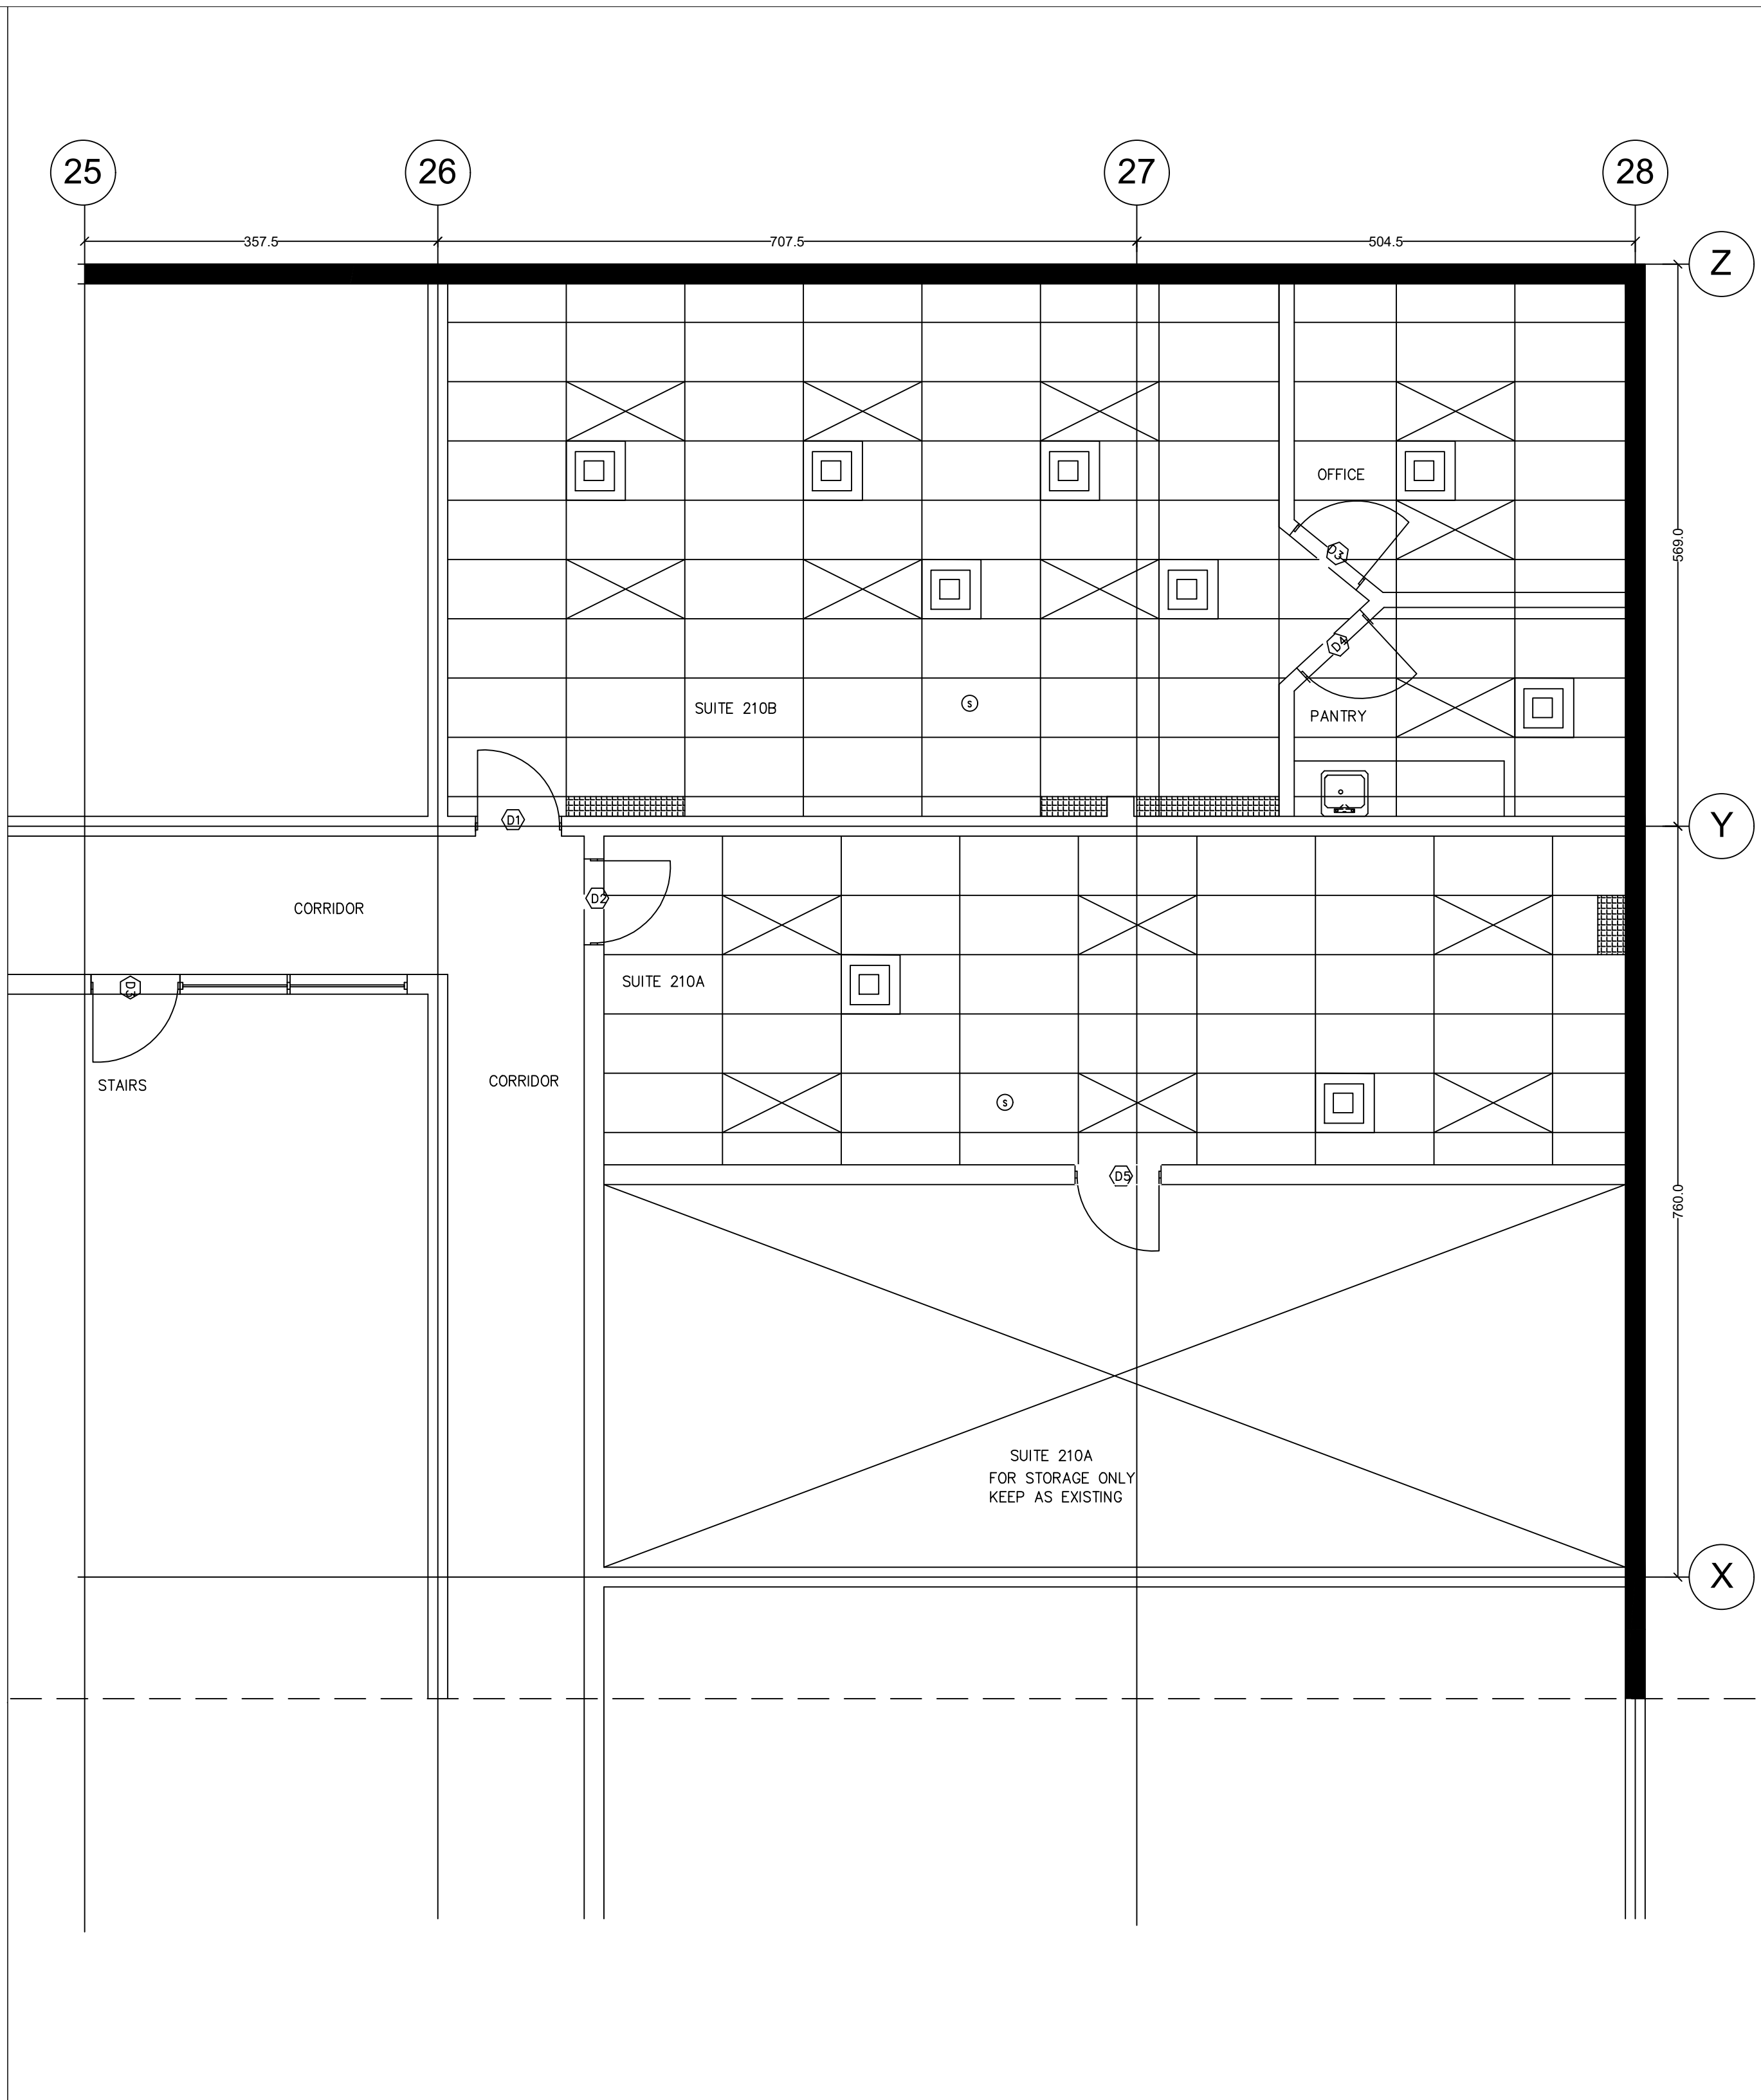 25
26
27
28
357.5
707.5
504.5
Z
OFFICE
569.0
D3
D4
SUITE 210B
S
PANTRY
D1
Y
D2
CORRIDOR
SUITE 210A
D3
STAIRS
CORRIDOR
S
D5
760.0
SUITE 210A
FOR STORAGE ONLY
KEEP AS EXISTING
X